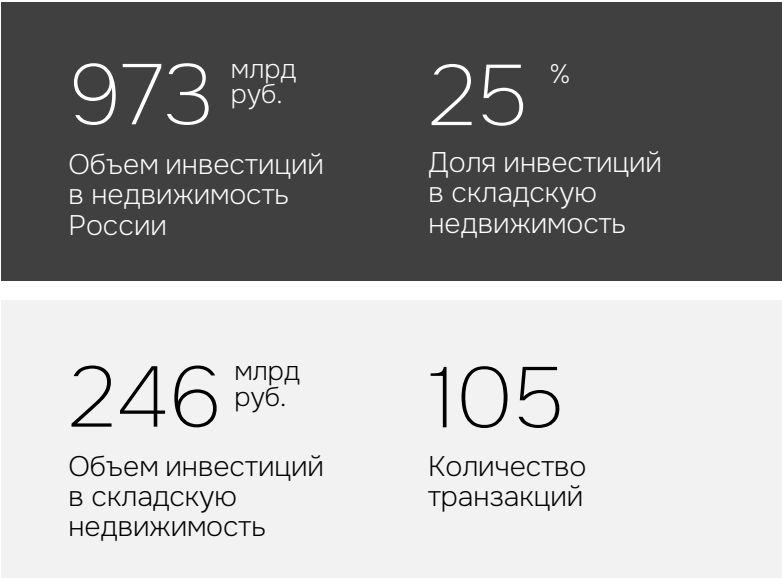 973 млрд
руб.
Объем инвестиций
в недвижимость
России
25 %
Доля инвестиций
в складскую
недвижимость
246 млрд
руб.
Объем инвестиций
в складскую
недвижимость
105
Количество
транзакций